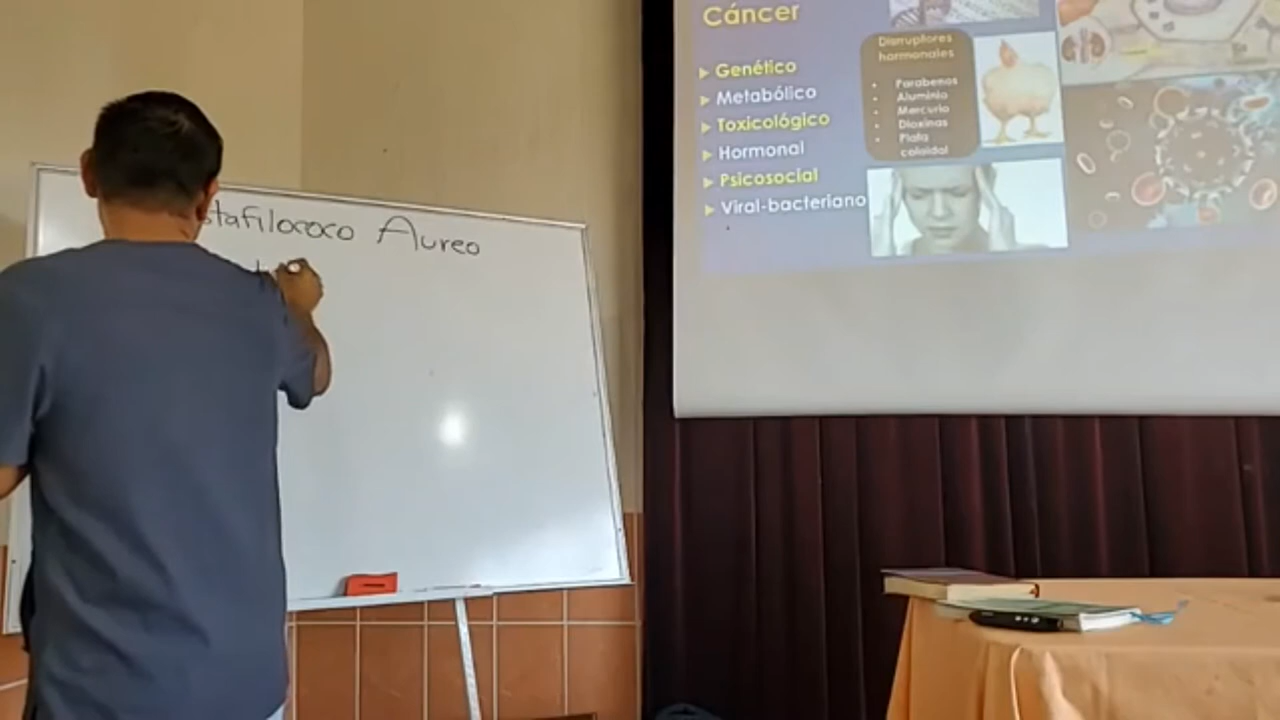 stafilococo Aureo
Cáncer
Genético
Metabólico
Toxicológico
Hormonal
Psicosocial
Viral-bacteriano
Disruptores
hormonales
Parabenos
Aluminio
Mercurio
Dioxinas
Plata
coloidal